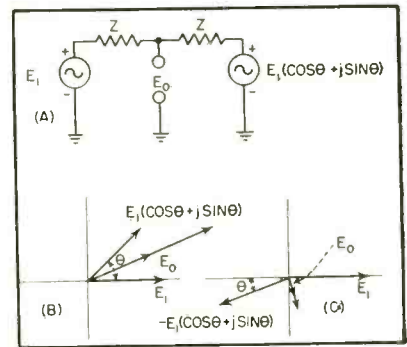 Z Z
+ +
E₁ E₀ E₁(COSθ + jSINθ)
- -
(A)
E₁(COSθ + jSINθ)
θ E₀ E₀
θ
(B) E₁ (C) E₁
-E₁(COSθ + jSINθ)